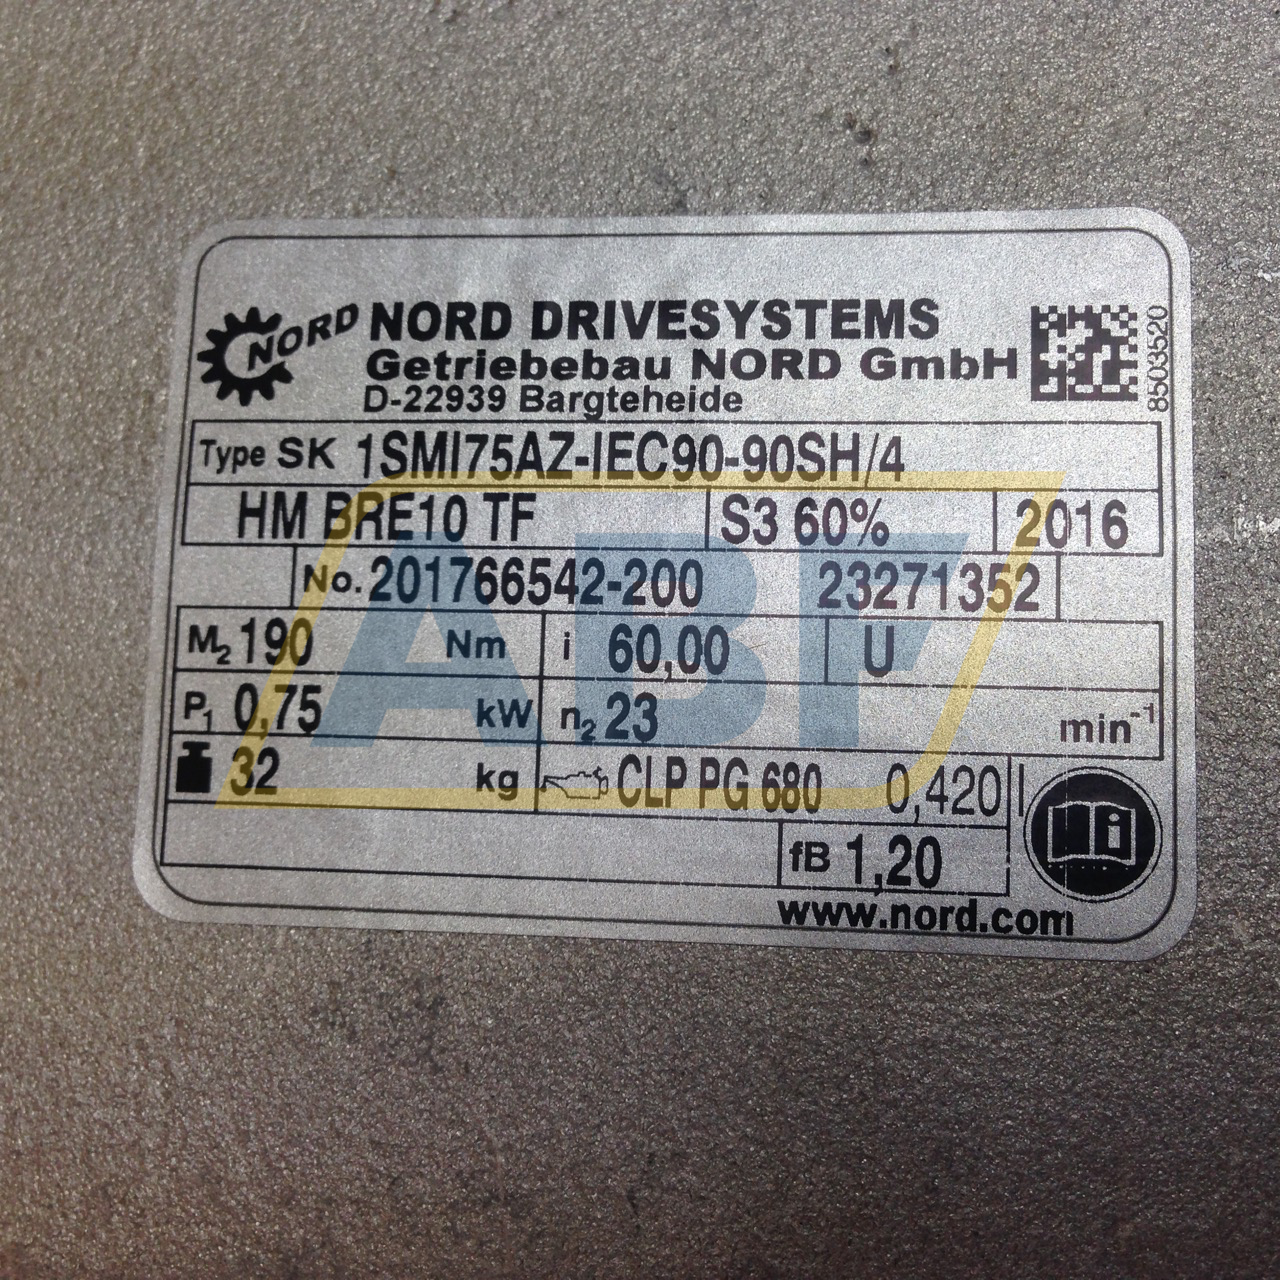 NORD NORD DRIVESYSTEMS
Getriebebau NORD GmbH
D-22939 Bargteheide
8503520
Type SK 1SMI75AZ-IEC90-90SH/4
HM BRE10 TF S3 60% 2016
No. 201766542-200 23271352
M2 190 Nm i 60,00 U
P1 0,75 kW n2 23 min-1
32 kg CLP PG 680 0,420 l
fB 1,20
www.nord.com
ABF